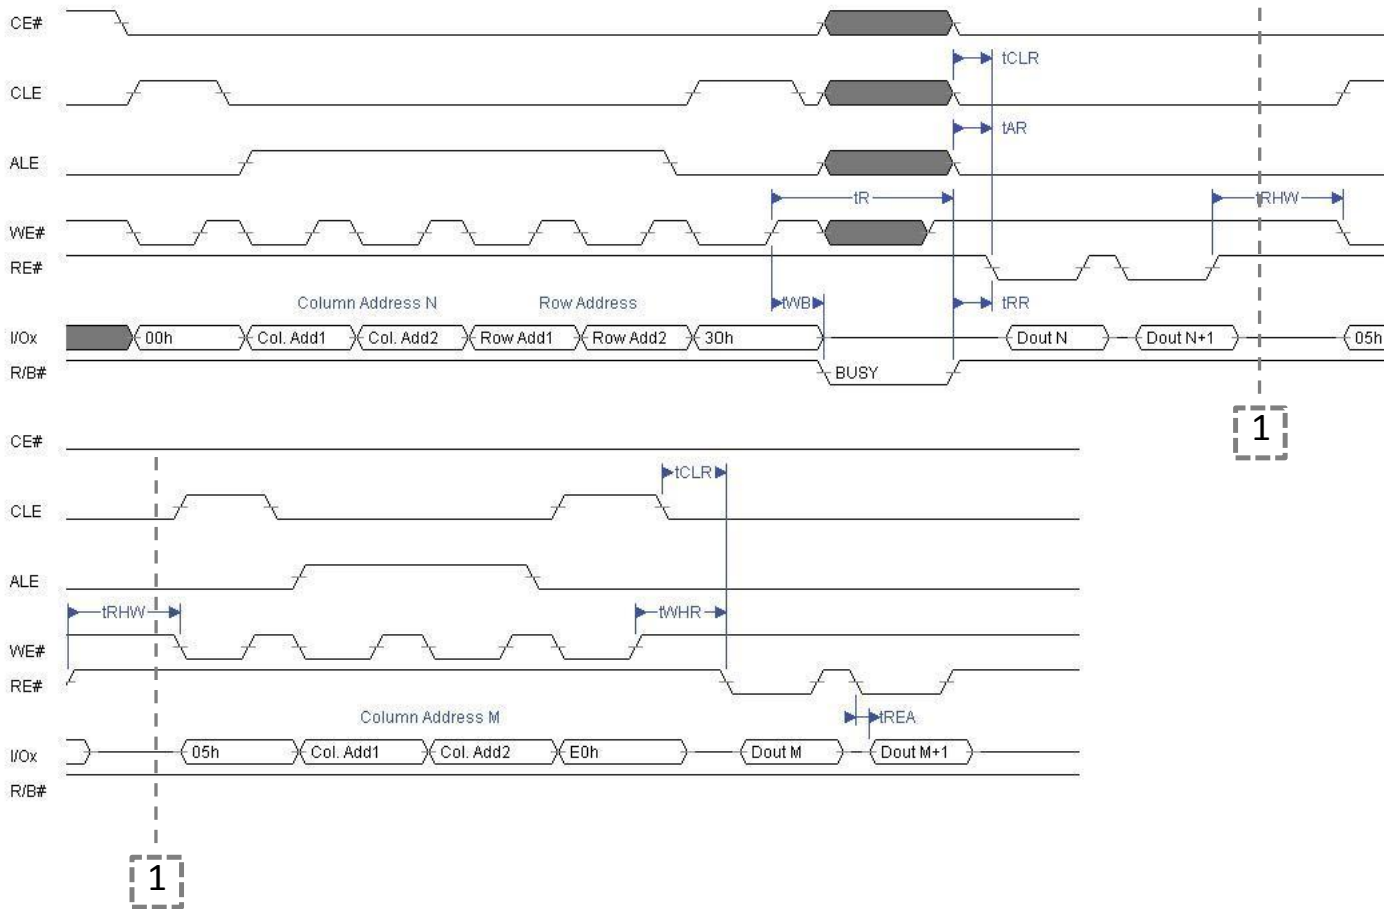 CE#
tCLR
CLE
tAR
ALE
tR
tRHW
WE#
RE#
Column Address N Row Address tWB tRR
I/Ox 00h Col. Add1 Col. Add2 Row Add1 Row Add2 30h Dout N Dout N+1 05h
R/B# BUSY
1
CE#
tCLR
CLE
ALE
tRHW tWHR
WE#
RE#
Column Address M tREA
I/Ox 05h Col. Add1 Col. Add2 E0h Dout M Dout M+1
R/B#
1